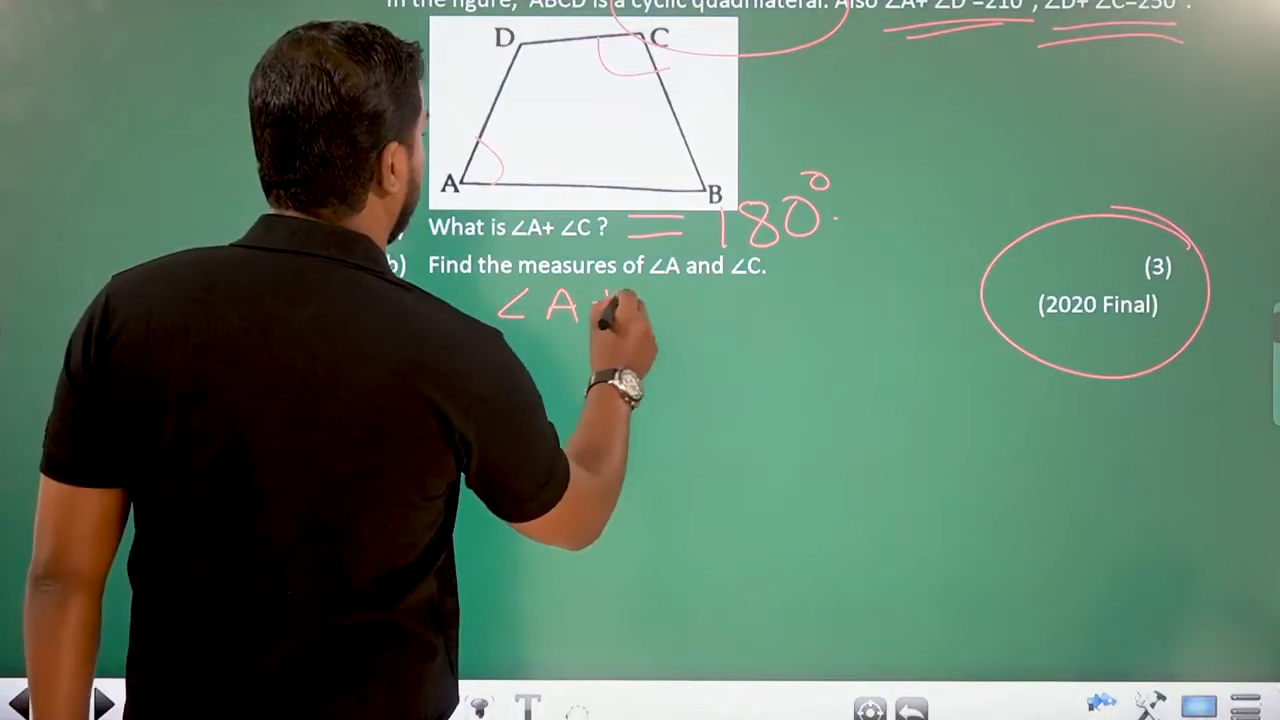 In the figure, ABCD is a cyclic quadrilateral. Also ∠A+ ∠D =210°, ∠D+ ∠C=250°.
D C
A B
What is ∠A+ ∠C ? = 180°.
b) Find the measures of ∠A and ∠C. (3)
∠A + (2020 Final)
T